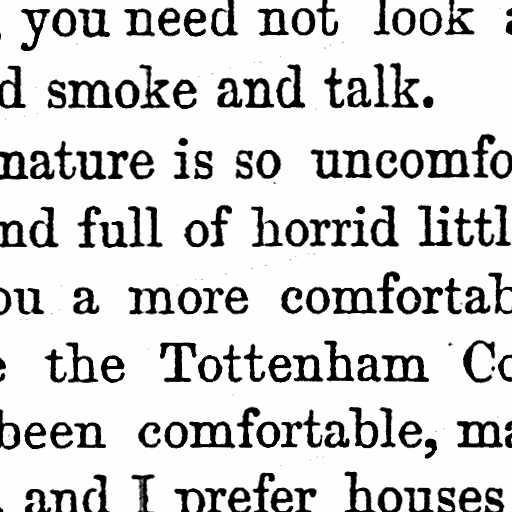 , you need not look
d smoke and talk.
nature is so uncomfo
nd full of horrid littl
ou a more comfortab
e the Tottenham Co
been comfortable, ma
and I prefer houses